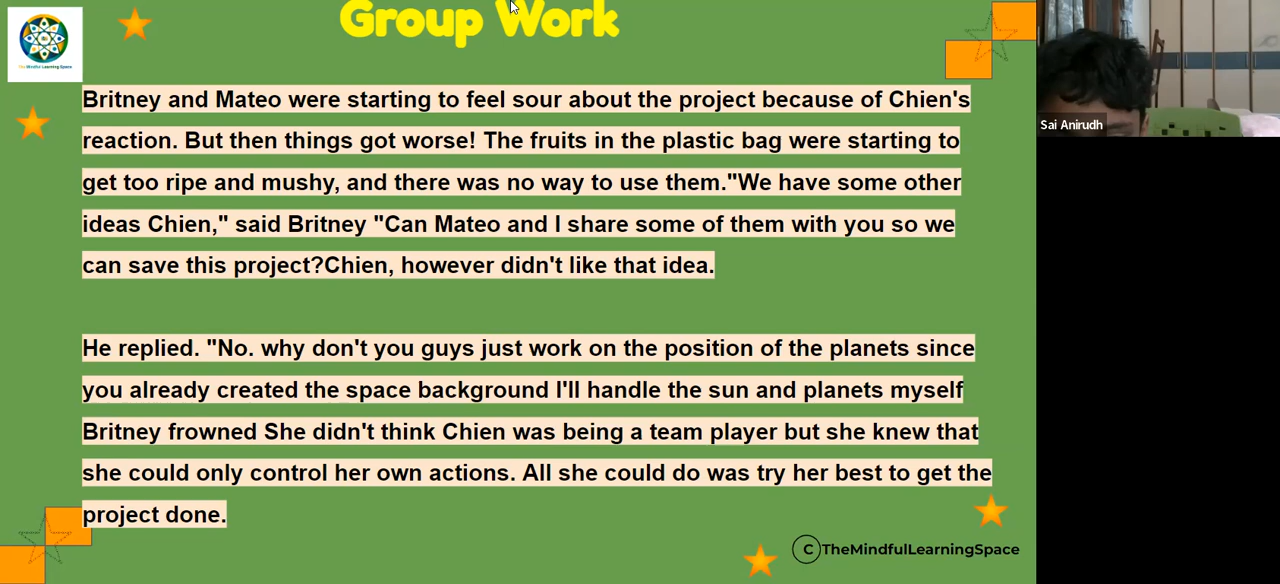 Group Work
Britney and Mateo were starting to feel sour about the project because of Chien's
reaction. But then things got worse! The fruits in the plastic bag were starting to
get too ripe and mushy, and there was no way to use them."We have some other
ideas Chien," said Britney "Can Mateo and I share some of them with you so we
can save this project?Chien, however didn't like that idea.
He replied. "No. why don't you guys just work on the position of the planets since
you already created the space background I'll handle the sun and planets myself
Britney frowned She didn't think Chien was being a team player but she knew that
she could only control her own actions. All she could do was try her best to get the
project done.
C TheMindfulLearningSpace
The Mindful Learning Space
Sai Anirudh